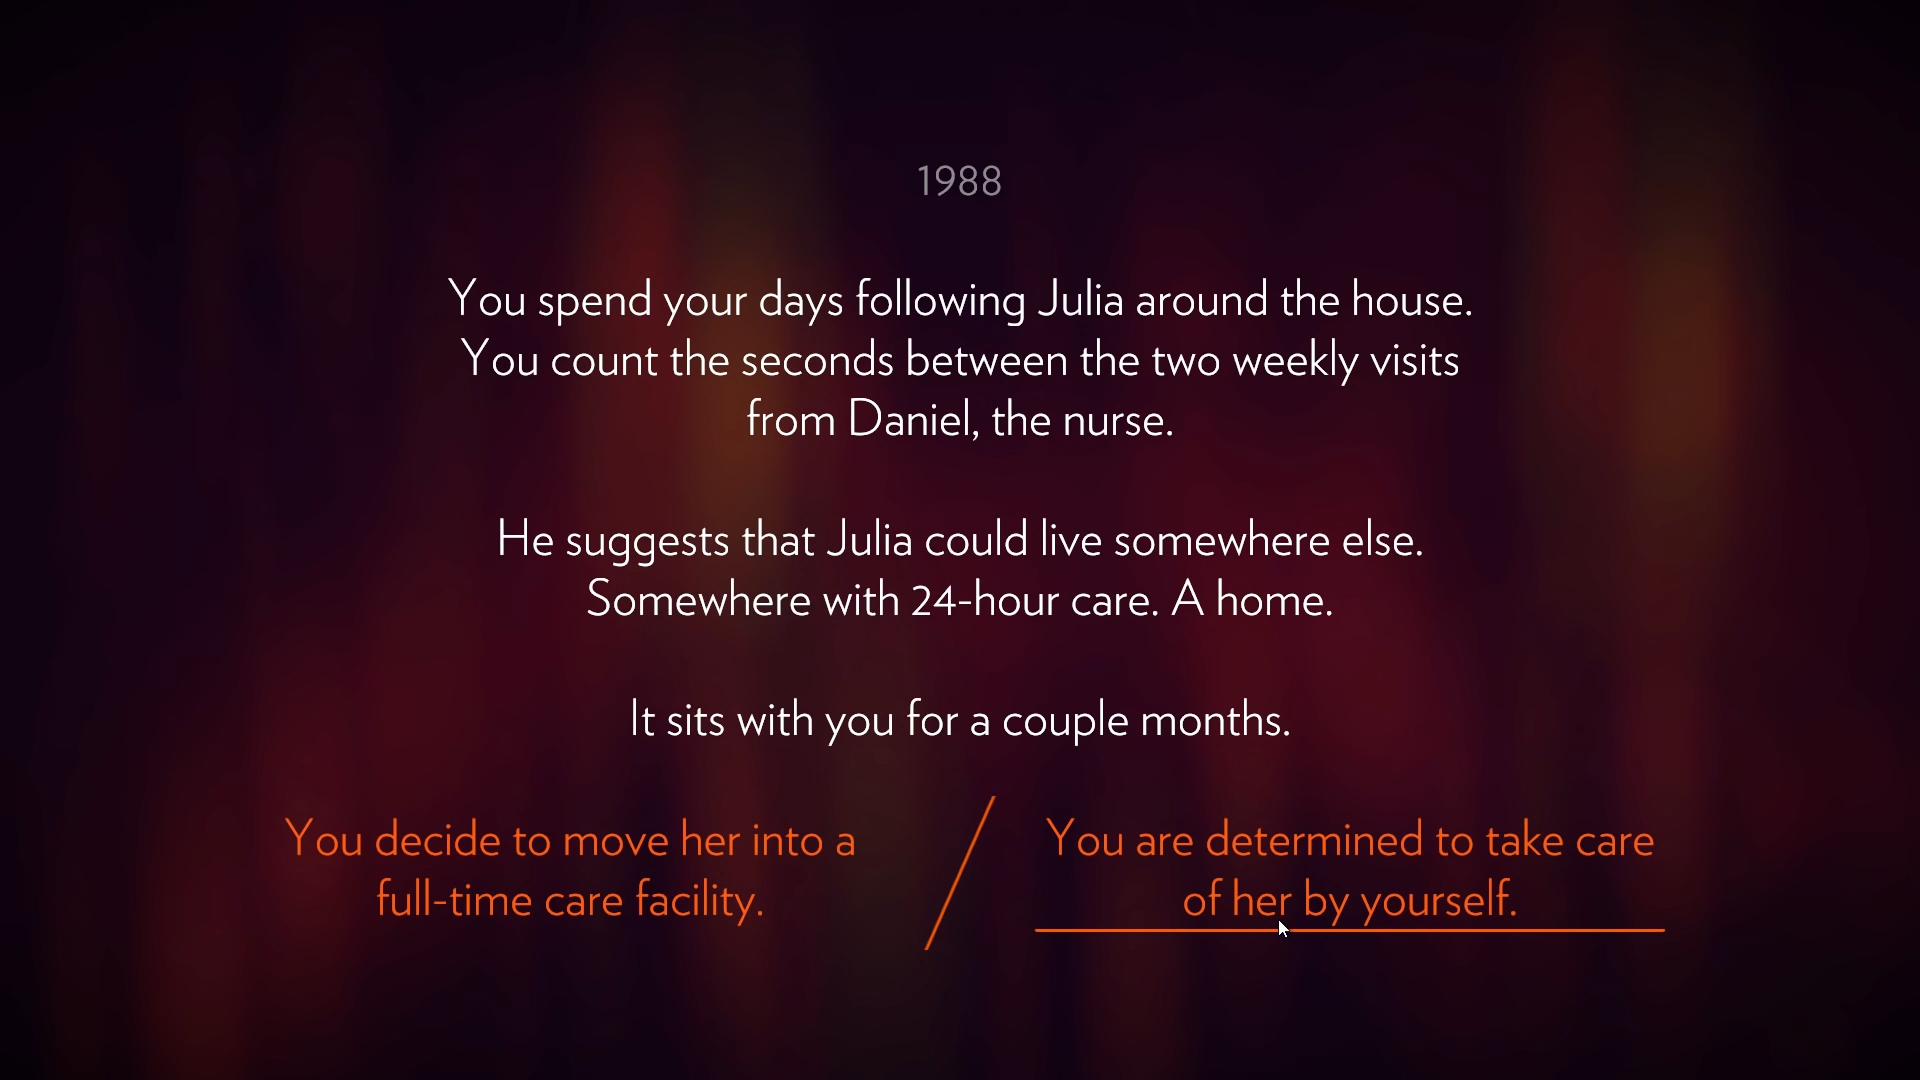 1988
You spend your days following Julia around the house.
You count the seconds between the two weekly visits
from Daniel, the nurse.
He suggests that Julia could live somewhere else.
Somewhere with 24-hour care. A home.
It sits with you for a couple months.
You decide to move her into a
full-time care facility.
You are determined to take care
of her by yourself.